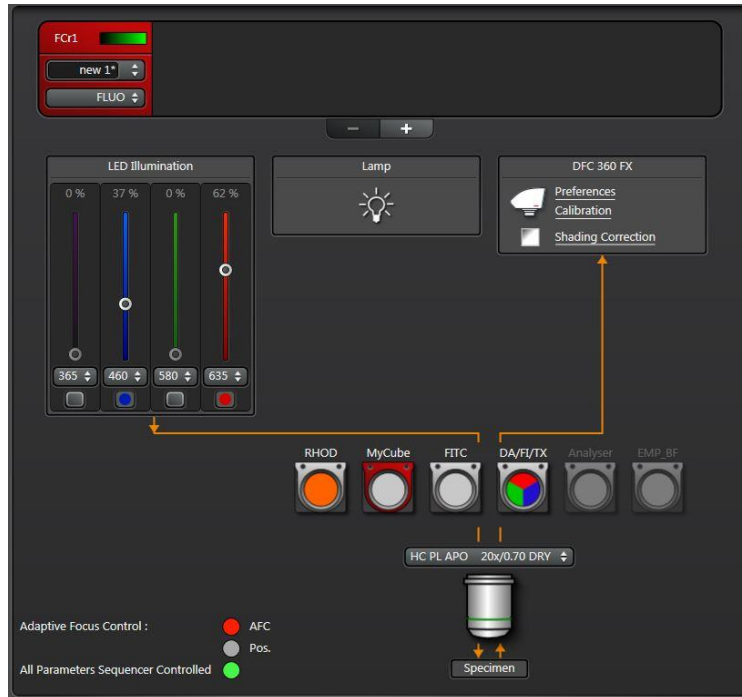 FCr1
new 1*
FLUO
− +
LED Illumination
Lamp
DFC 360 FX
0 % 37 % 0 % 62 %
Preferences
Calibration
Shading Correction
365 460 580 635
RHOD MyCube FITC DA/FI/TX Analyser EMP_BF
HC PL APO 20x/0.70 DRY
Adaptive Focus Control : AFC
Pos.
All Parameters Sequencer Controlled
Specimen